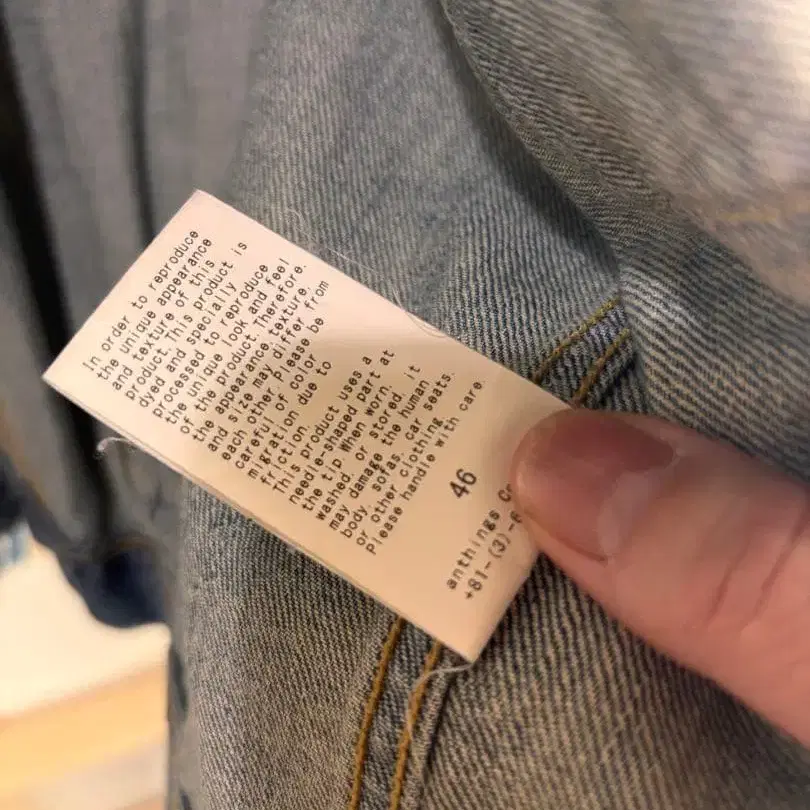 In order to reproduce
the unique appearance
and texture of this
product.This product is
dyed and specially
processed to reproduce
the unique look and feel
of the product.Therefore,
the appearance,texture,
and size may differ from
each other.please be
careful of color
migration due to
friction.
This product uses a
needle-shaped part at
the tip. When worn,
washed, or stored, it
may damage the human
body, sofas, car seats,
or other clothing.
Please handle with care.
46
anthings
+81-(3)-